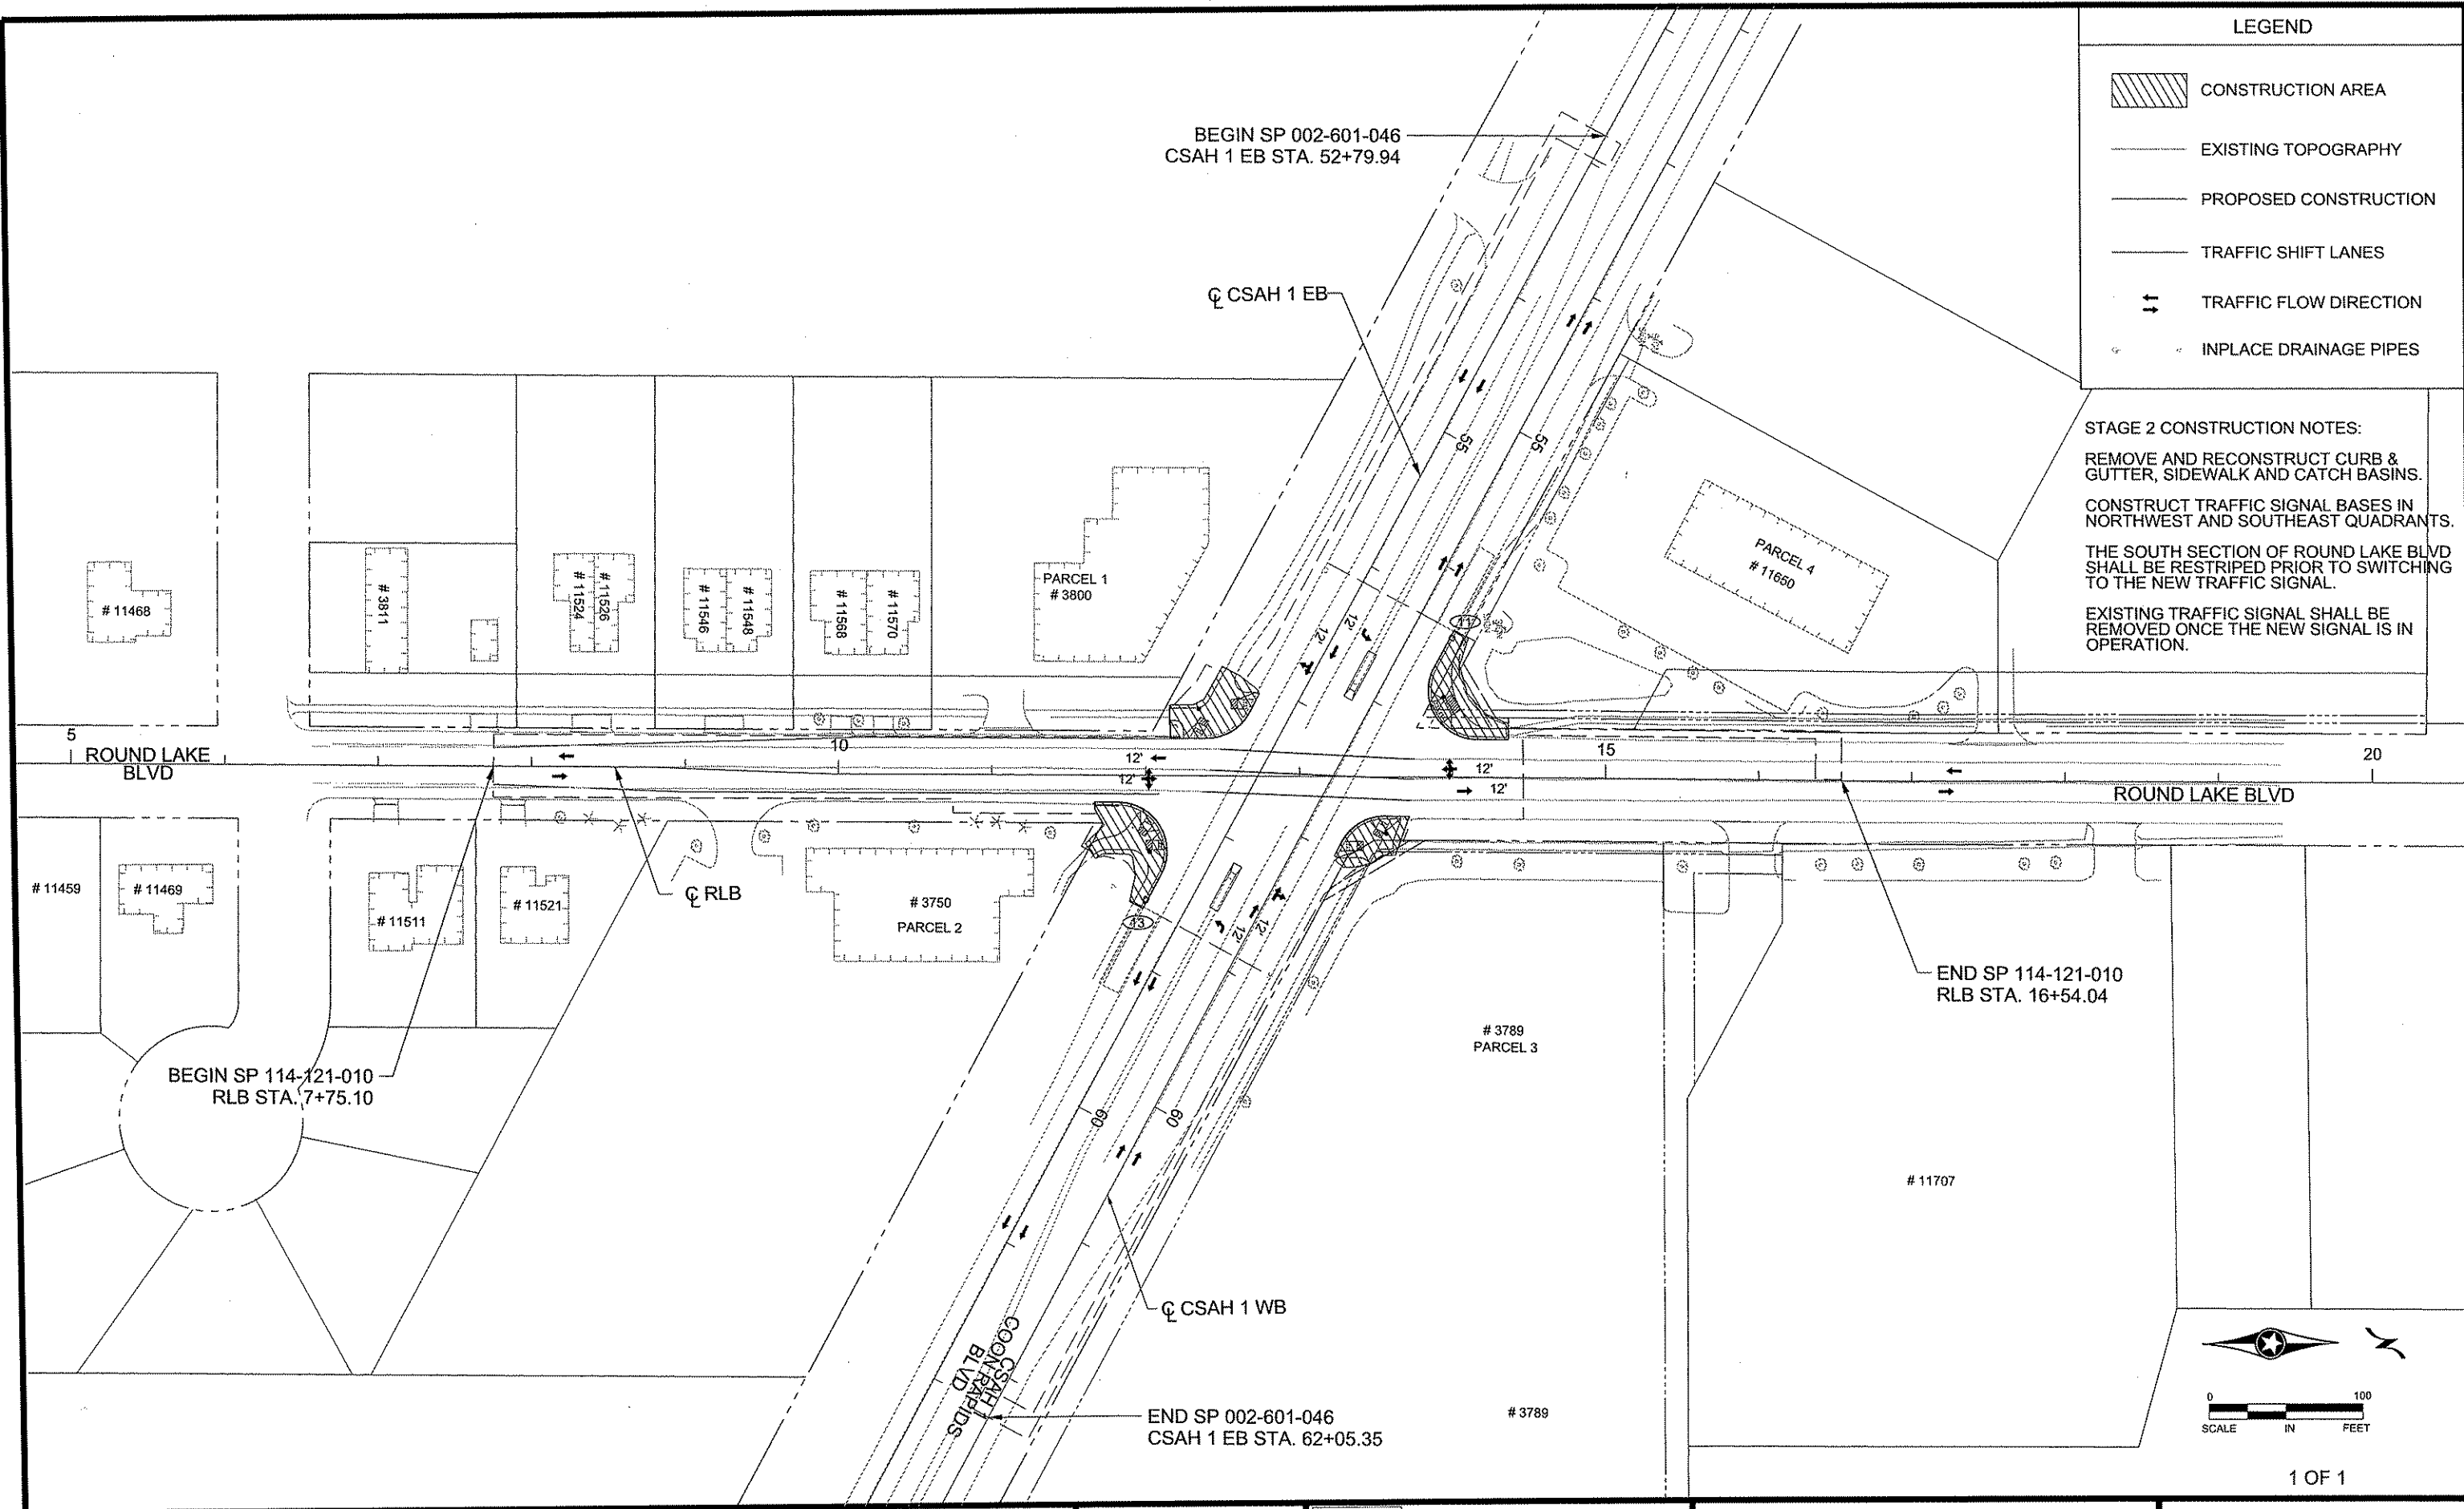 LEGEND
CONSTRUCTION AREA
EXISTING TOPOGRAPHY
PROPOSED CONSTRUCTION
TRAFFIC SHIFT LANES
TRAFFIC FLOW DIRECTION
INPLACE DRAINAGE PIPES
STAGE 2 CONSTRUCTION NOTES:
REMOVE AND RECONSTRUCT CURB &
GUTTER, SIDEWALK AND CATCH BASINS.
CONSTRUCT TRAFFIC SIGNAL BASES IN
NORTHWEST AND SOUTHEAST QUADRANTS.
THE SOUTH SECTION OF ROUND LAKE BLVD
SHALL BE RESTRIPED PRIOR TO SWITCHING
TO THE NEW TRAFFIC SIGNAL.
EXISTING TRAFFIC SIGNAL SHALL BE
REMOVED ONCE THE NEW SIGNAL IS IN
OPERATION.
BEGIN SP 002-601-046
CSAH 1 EB STA. 52+79.94
℄ CSAH 1 EB
55
55
# 11468
# 3811
# 11524
# 11526
# 11546
# 11548
# 11568
# 11570
PARCEL 1
# 3800
PARCEL 4
# 11650
12'
12'
5
ROUND LAKE
BLVD
10
12'
12'
12'
12'
15
20
ROUND LAKE BLVD
# 11459
# 11469
# 11511
# 11521
℄ RLB
# 3750
PARCEL 2
12'
12'
END SP 114-121-010
RLB STA. 16+54.04
# 3789
PARCEL 3
BEGIN SP 114-121-010
RLB STA. 7+75.10
60
60
# 11707
℄ CSAH 1 WB
CSAH 1
COON RAPIDS
BLVD
END SP 002-601-046
CSAH 1 EB STA. 62+05.35
# 3789
0 100
SCALE IN FEET
1 OF 1